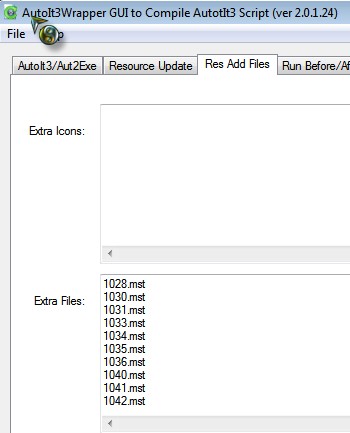 AutoIt3Wrapper GUI to Compile AutotIt3 Script (ver 2.0.1.24)
File
AutoIt3/Aut2Exe Resource Update Res Add Files Run Before/Af
Extra Icons:
Extra Files:
1028.mst
1030.mst
1031.mst
1033.mst
1034.mst
1035.mst
1036.mst
1040.mst
1041.mst
1042.mst